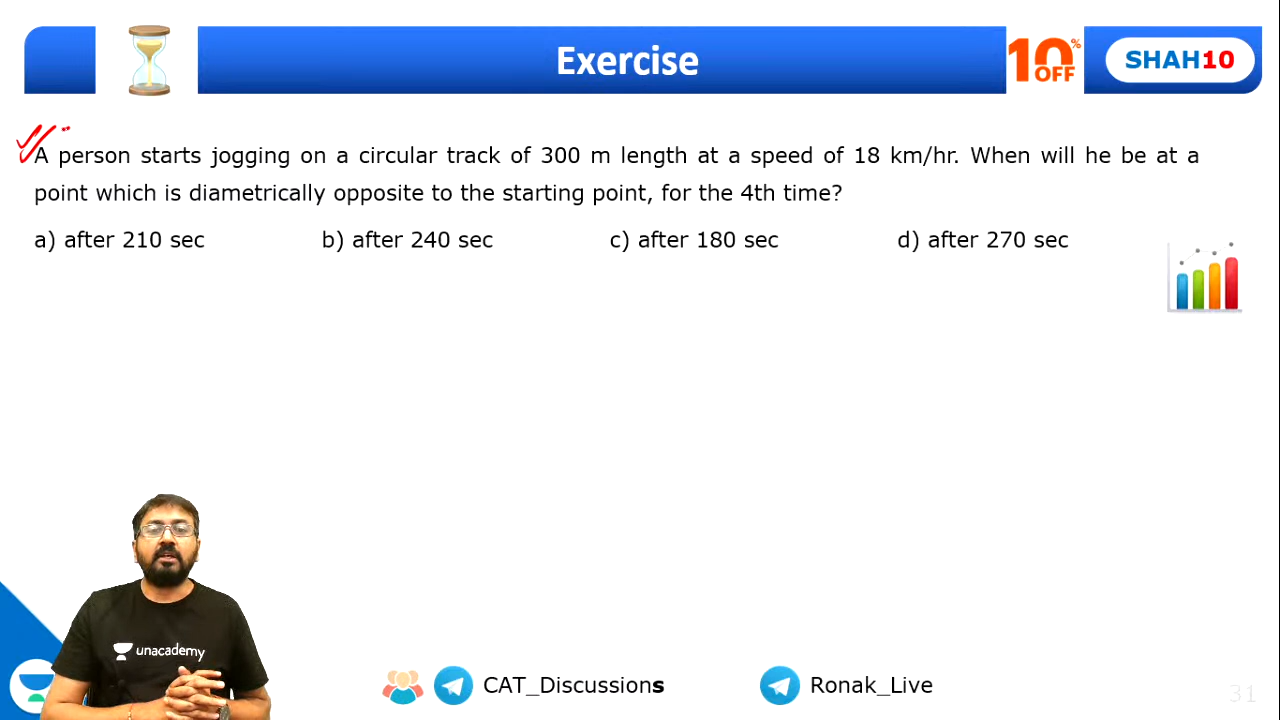 Exercise
10% OFF
SHAH10
A person starts jogging on a circular track of 300 m length at a speed of 18 km/hr. When will he be at a
point which is diametrically opposite to the starting point, for the 4th time?
a) after 210 sec b) after 240 sec c) after 180 sec d) after 270 sec
unacademy
CAT_Discussions Ronak_Live
31